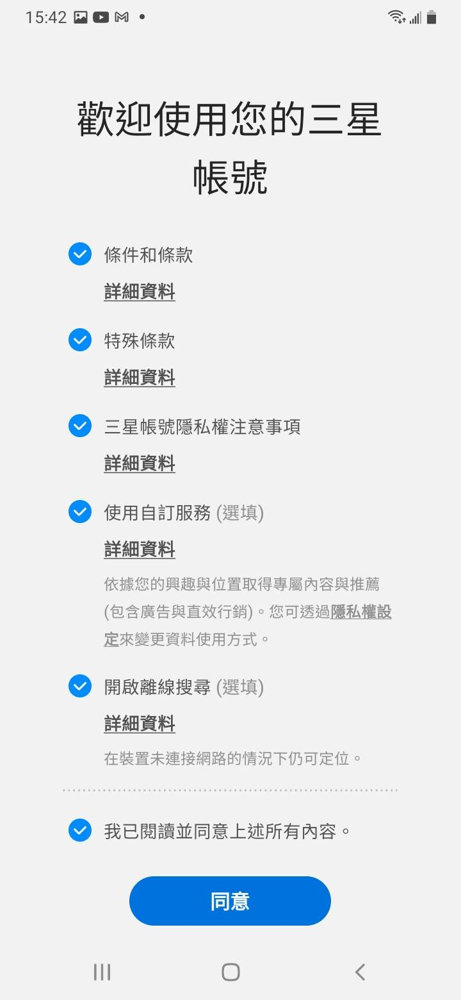 15:42
歡迎使用您的三星
帳號
條件和條款
詳細資料
特殊條款
詳細資料
三星帳號隱私權注意事項
詳細資料
使用自訂服務 (選填)
詳細資料
依據您的興趣與位置取得專屬內容與推薦
(包含廣告與直效行銷)。您可透過隱私權設
定來變更資料使用方式。
開啟離線搜尋 (選填)
詳細資料
在裝置未連接網路的情況下仍可定位。
我已閱讀並同意上述所有內容。
同意